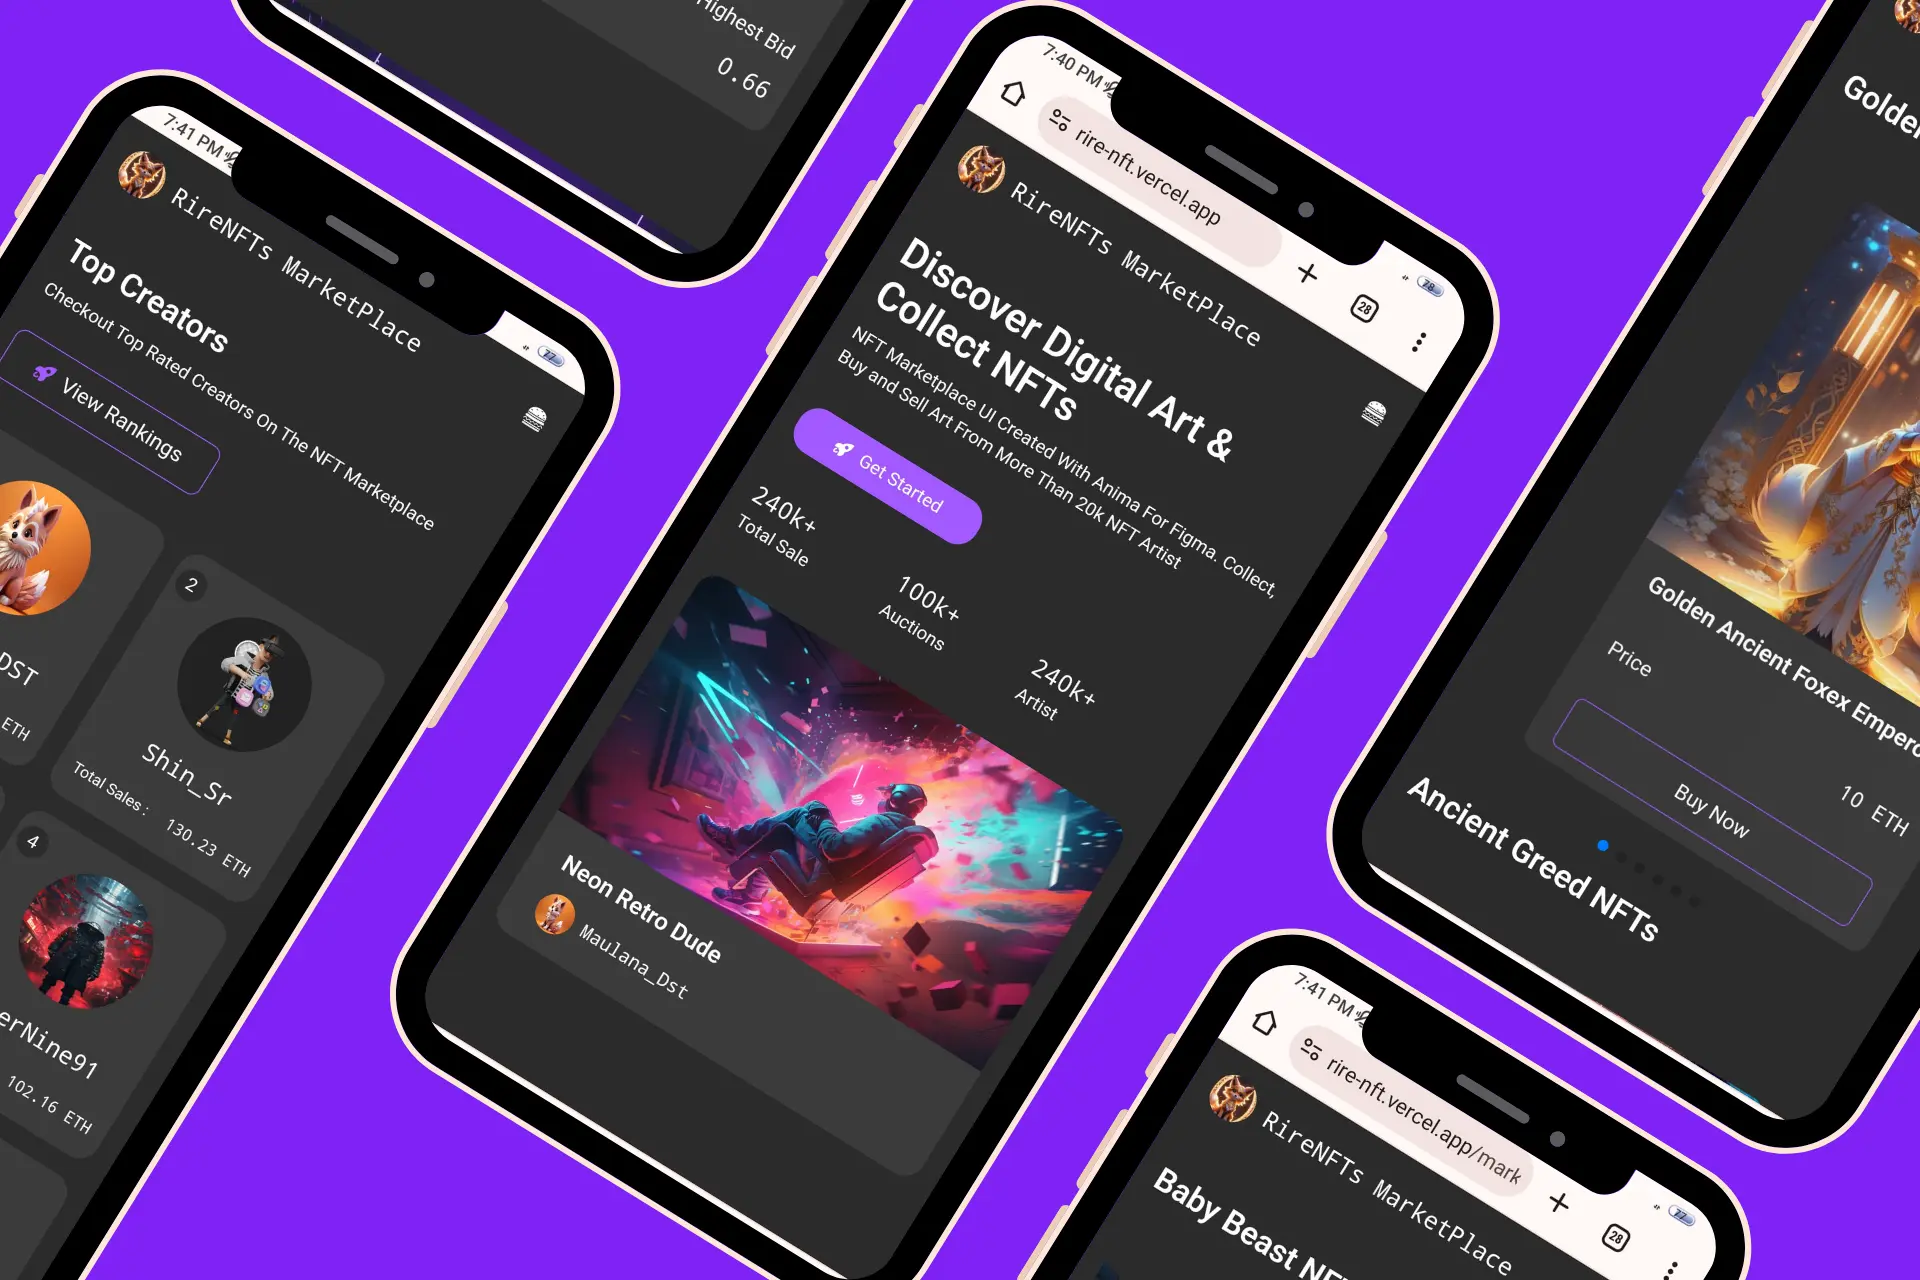 Highest Bid
0.66
7:41 PM
RireNFTs MarketPlace
77
Top Creators
Checkout Top Rated Creators On The NFT Marketplace
View Rankings
DST
ETH
2
Shin_Sr
Total Sales :
130.23 ETH
4
erNine91
102.16 ETH
7:40 PM
rire-nft.vercel.app
28
78
RireNFTs MarketPlace
Discover Digital Art &
Collect NFTs
NFT Marketplace UI Created With Anima For Figma. Collect,
Buy and Sell Art From More Than 20k NFT Artist
Get Started
240k+
Total Sale
100k+
Auctions
240k+
Artist
Neon Retro Dude
Maulana_Dst
Golde
Golden Ancient Foxex Empero
Price
10 ETH
Buy Now
Ancient Greed NFTs
7:41 PM
rire-nft.vercel.app/mark
28
77
RireNFTs MarketPlace
Baby Beast NF